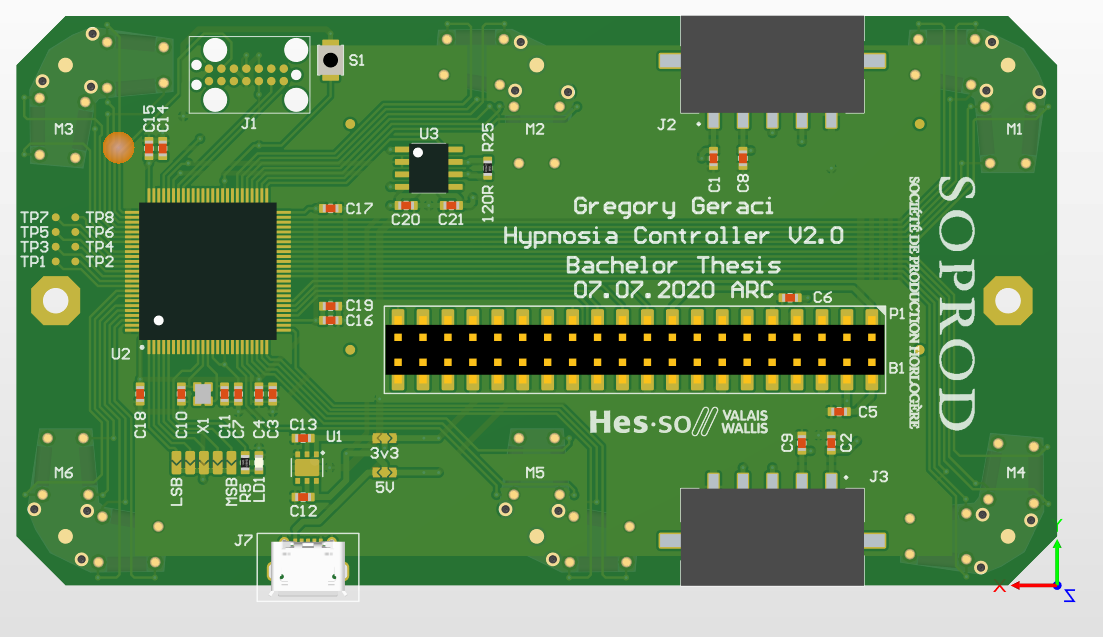 S1
J1
M3
C15
C14
U3
R25
120R
C20
C21
M2
J2
C1
C8
M1
TP7 TP8
TP5 TP6
TP3 TP4
TP1 TP2
C17
Gregory Geraci
Hypnosia Controller V2.0
Bachelor Thesis
07.07.2020 ARC
C6
SOPROD
SOCIÉTÉ DE PRODUCTION HORLOGÈRE
C19
C16
P1
B1
U2
C18
C10
X1
C11
C7
C4
C3
C13
U1
3v3
5V
C12
Hes·so// VALAIS
WALLIS
C5
C9
C2
M6
LSB
MSB
R5
LD1
M5
J3
M4
J7
X
Y
Z